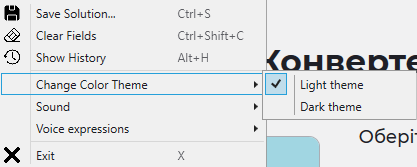 Save Solution... Ctrl+S
Clear Fields Ctrl+Shift+C
Show History Alt+H
Конверте
Change Color Theme
Light theme
Sound
Dark theme
Voice expressions
Обері
Exit X